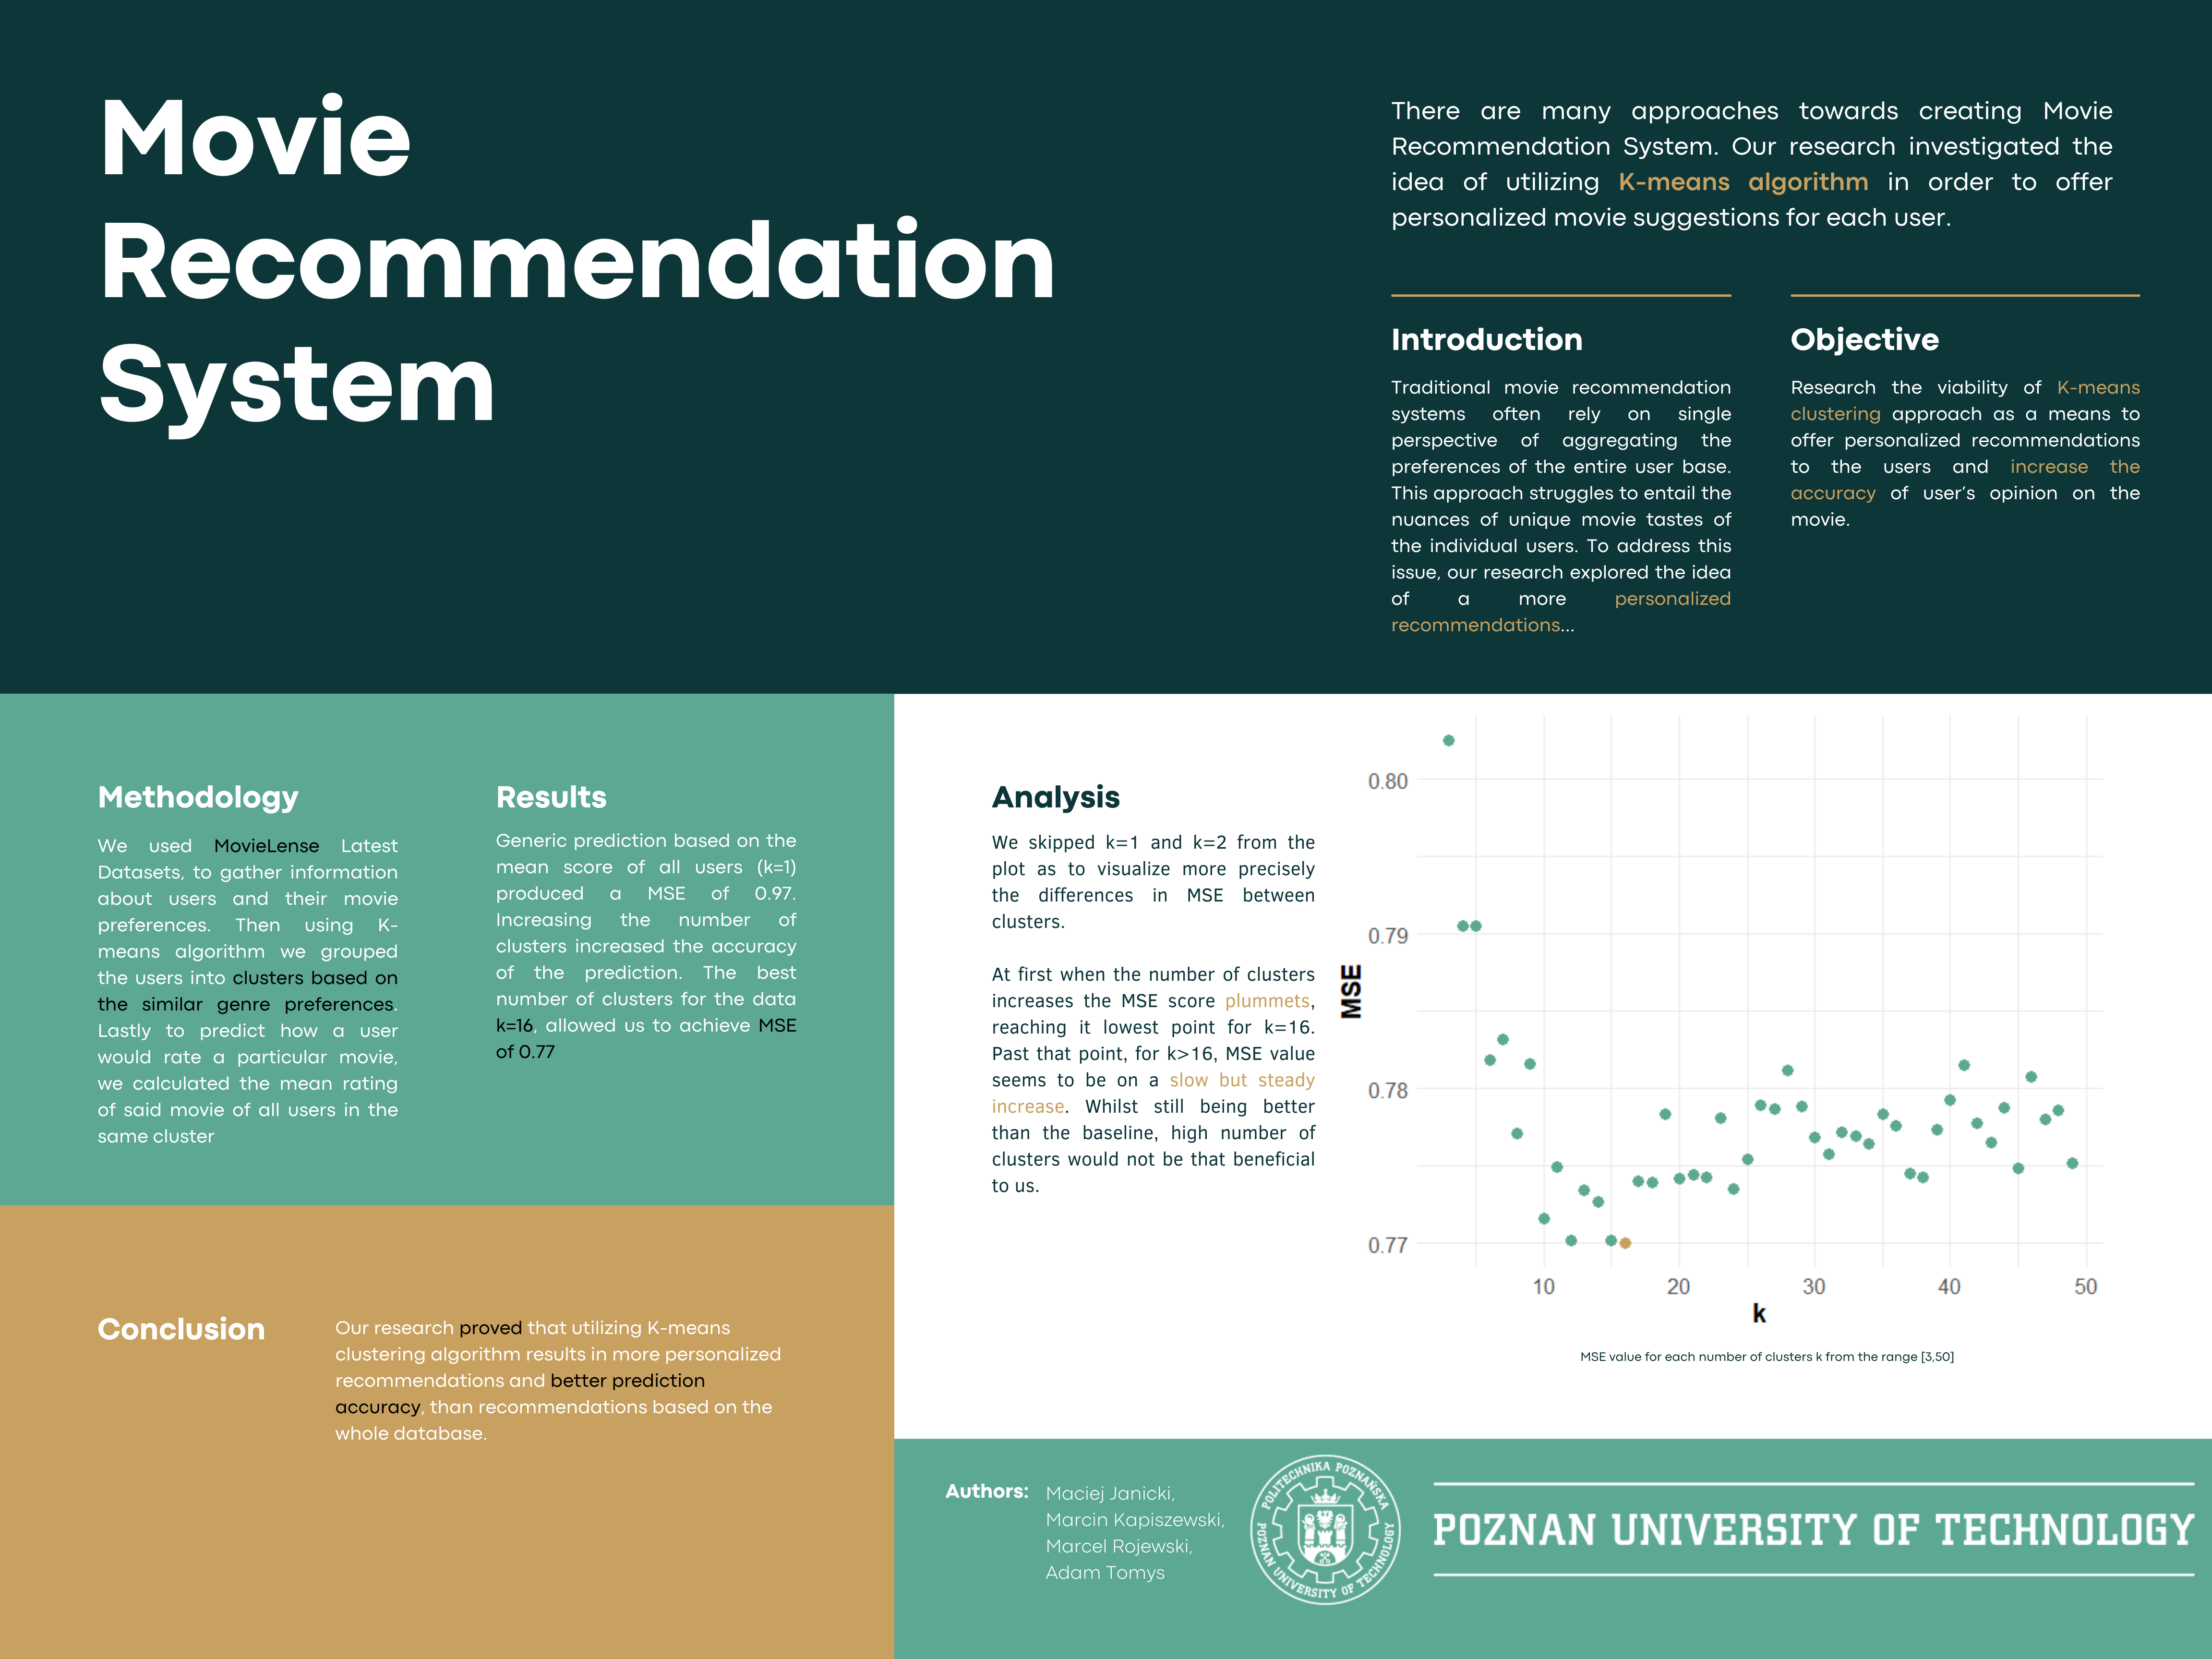 Movie
Recommendation
System
There are many approaches towards creating Movie
Recommendation System. Our research investigated the
idea of utilizing K-means algorithm in order to offer
personalized movie suggestions for each user.
Introduction
Traditional movie recommendation
systems often rely on single
perspective of aggregating the
preferences of the entire user base.
This approach struggles to entail the
nuances of unique movie tastes of
the individual users. To address this
issue, our research explored the idea
of a more personalized
recommendations...
Objective
Research the viability of K-means
clustering approach as a means to
offer personalized recommendations
to the users and increase the
accuracy of user's opinion on the
movie.
Methodology
We used MovieLense Latest
Datasets, to gather information
about users and their movie
preferences. Then using K-
means algorithm we grouped
the users into clusters based on
the similar genre preferences.
Lastly to predict how a user
would rate a particular movie,
we calculated the mean rating
of said movie of all users in the
same cluster
Results
Generic prediction based on the
mean score of all users (k=1)
produced a MSE of 0.97.
Increasing the number of
clusters increased the accuracy
of the prediction. The best
number of clusters for the data
k=16, allowed us to achieve MSE
of 0.77
Analysis
We skipped k=1 and k=2 from the
plot as to visualize more precisely
the differences in MSE between
clusters.
At first when the number of clusters
increases the MSE score plummets,
reaching it lowest point for k=16.
Past that point, for k>16, MSE value
seems to be on a slow but steady
increase. Whilst still being better
than the baseline, high number of
clusters would not be that beneficial
to us.
MSE
0.80
0.79
0.78
0.77
10 20 30 40 50
k
MSE value for each number of clusters k from the range [3,50]
Conclusion
Our research proved that utilizing K-means
clustering algorithm results in more personalized
recommendations and better prediction
accuracy, than recommendations based on the
whole database.
Authors:
Maciej Janicki,
Marcin Kapiszewski,
Marcel Rojewski,
Adam Tomys
POLITECHNIKA POZNAŃSKA
POZNAN UNIVERSITY OF TECHNOLOGY
POZNAN UNIVERSITY OF TECHNOLOGY